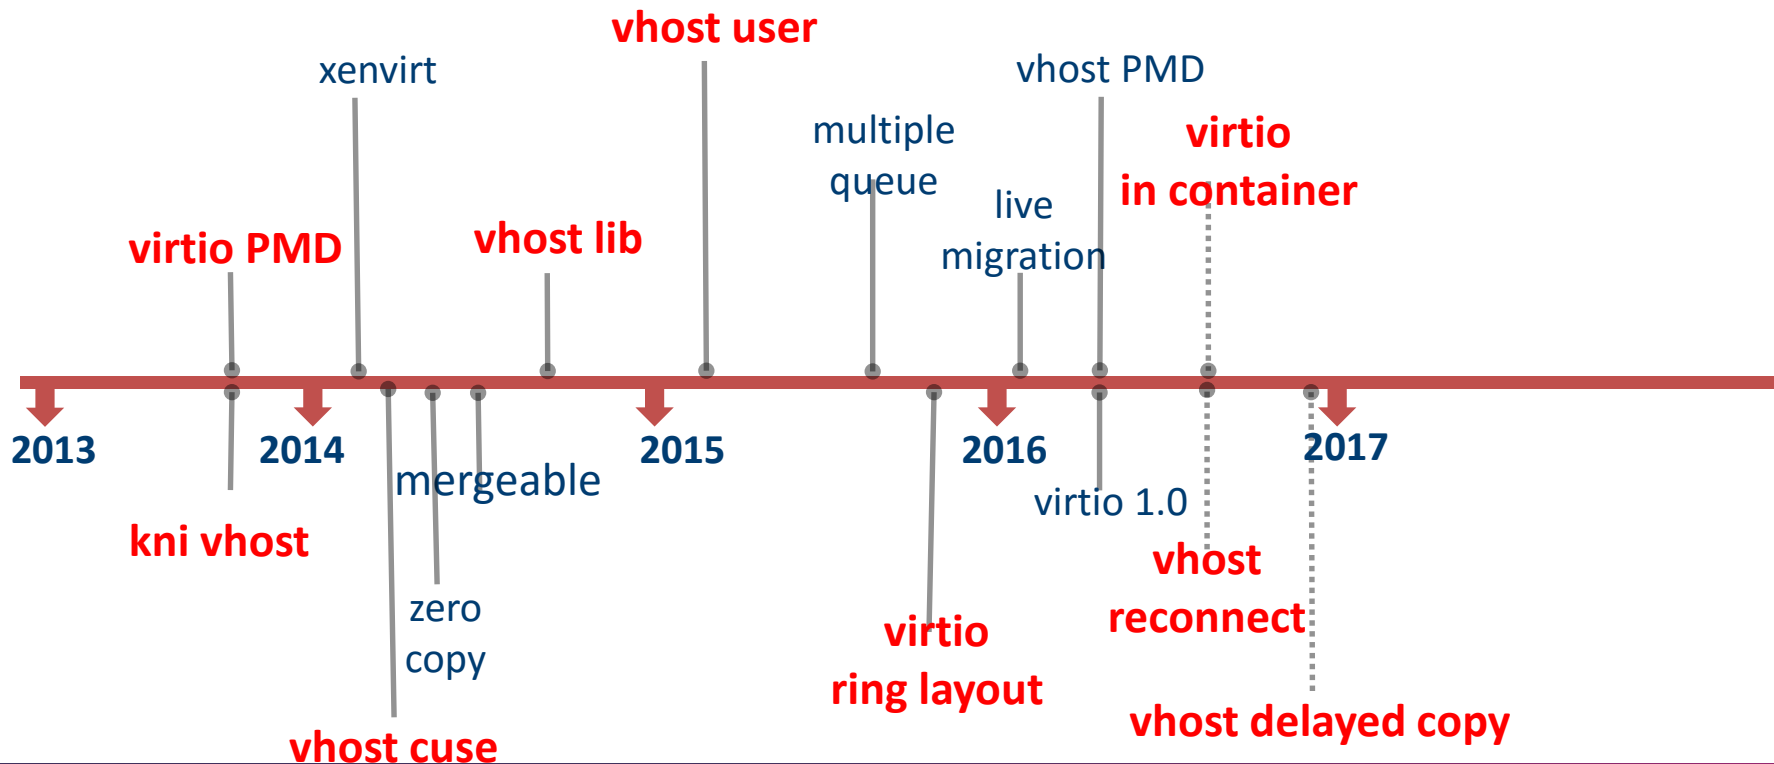 vhost user
xenvirt
vhost PMD
multiple
queue
virtio
in container
live
migration
virtio PMD
vhost lib
2013
2014
2015
2016
2017
mergeable
virtio 1.0
kni vhost
vhost
reconnect
zero
copy
virtio
ring layout
vhost cuse
vhost delayed copy